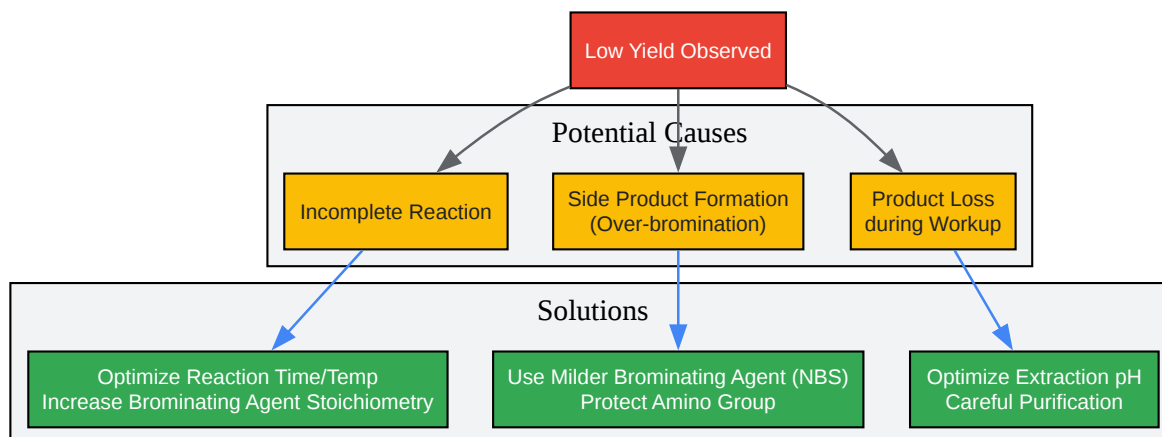 Low Yield Observed
Potential Causes
Incomplete Reaction
Side Product Formation
(Over-bromination)
Product Loss
during Workup
Solutions
Optimize Reaction Time/Temp
Increase Brominating Agent Stoichiometry
Use Milder Brominating Agent (NBS)
Protect Amino Group
Optimize Extraction pH
Careful Purification